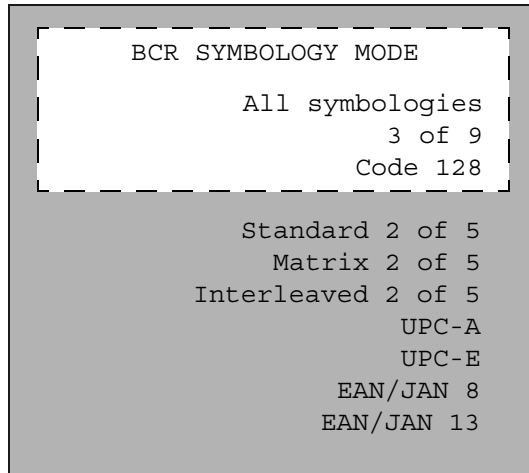 BCR SYMBOLOGY MODE
All symbologies
3 of 9
Code 128
Standard 2 of 5
Matrix 2 of 5
Interleaved 2 of 5
UPC-A
UPC-E
EAN/JAN 8
EAN/JAN 13